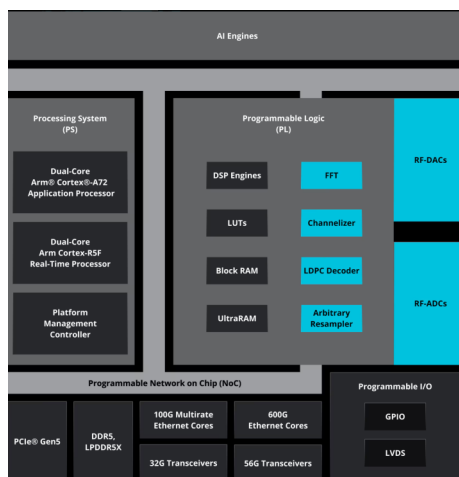 AI Engines
Processing System
(PS)
Dual-Core
Arm® Cortex®-A72
Application Processor
Dual-Core
Arm Cortex-R5F
Real-Time Processor
Platform
Management
Controller
Programmable Logic
(PL)
DSP Engines
FFT
LUTs
Channelizer
Block RAM
LDPC Decoder
UltraRAM
Arbitrary
Resampler
RF-DACs
RF-ADCs
Programmable Network on Chip (NoC)
PCIe® Gen5
DDR5,
LPDDR5X
100G Multirate
Ethernet Cores
600G
Ethernet Cores
32G Transceivers
56G Transceivers
Programmable I/O
GPIO
LVDS